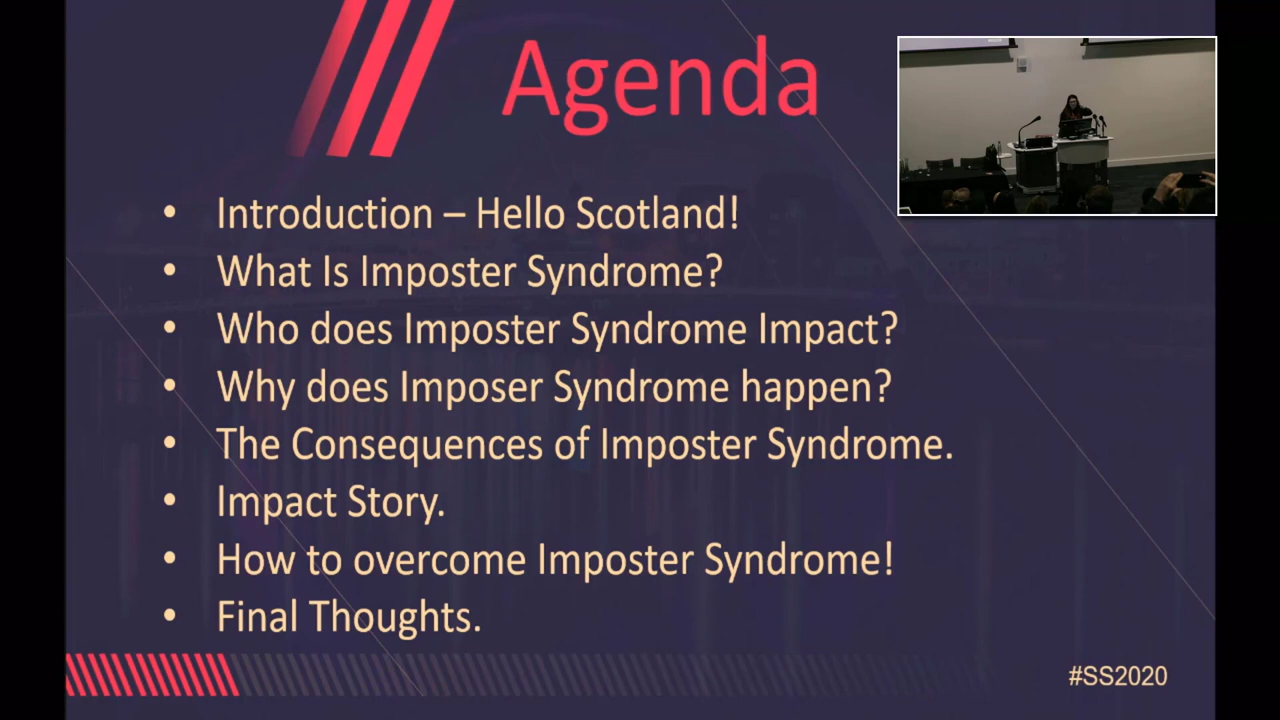 Agenda
• Introduction – Hello Scotland!
• What Is Imposter Syndrome?
• Who does Imposter Syndrome Impact?
• Why does Imposer Syndrome happen?
• The Consequences of Imposter Syndrome.
• Impact Story.
• How to overcome Imposter Syndrome!
• Final Thoughts.
#SS2020